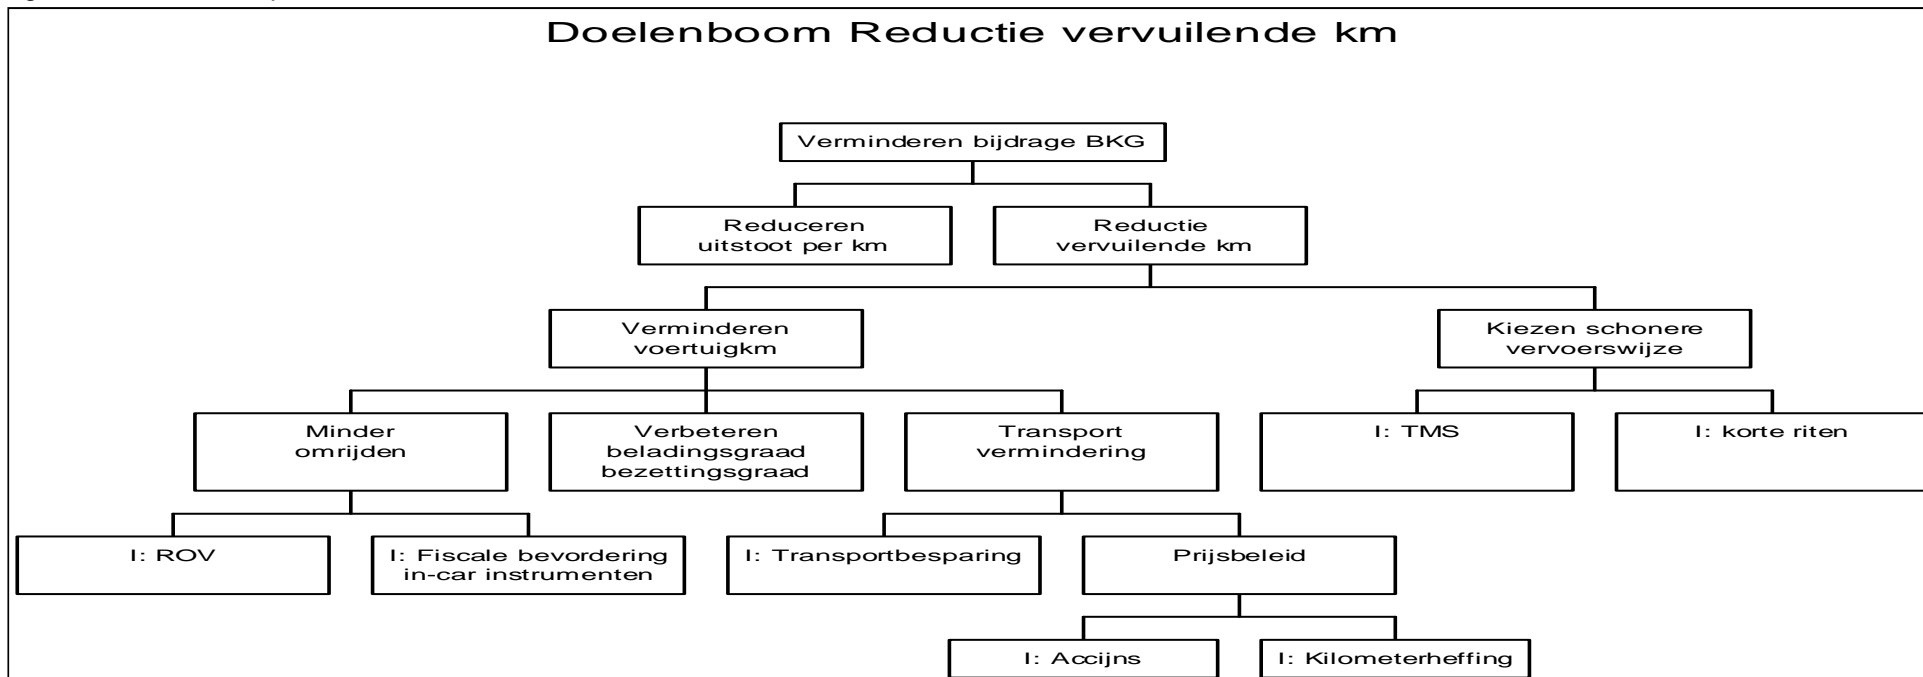 Doelenboom Reductie vervuilende km
Verminderen bijdrage BKG
Reduceren
uitstoot per km
Reductie
vervuilende km
Verminderen
voertuigkm
Kiezen schonere
vervoerswijze
Minder
omrijden
Verbeteren
beladingsgraad
bezettingsgraad
Transport
vermindering
I: TMS
I: korte riten
I: ROV
I: Fiscale bevordering
in-car instrumenten
I: Transportbesparing
Prijsbeleid
I: Accijns
I: Kilometerheffing